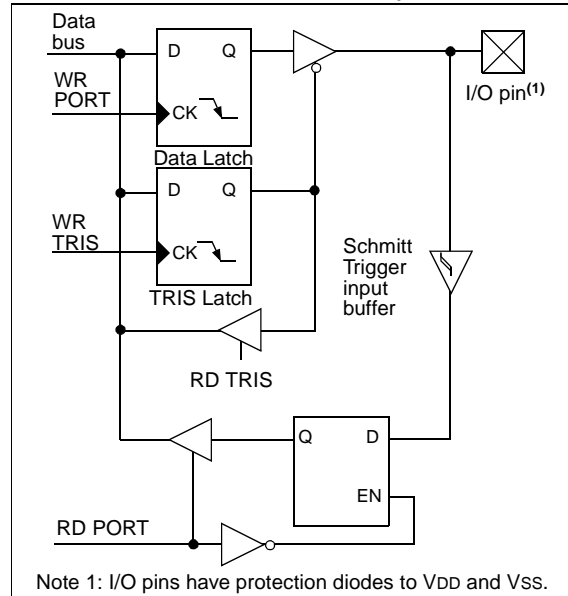 Data
bus
D Q
WR
PORT
CK
I/O pin(1)
Data Latch
D Q
WR
TRIS
CK
TRIS Latch
Schmitt
Trigger
input
buffer
RD TRIS
Q D
EN
RD PORT
Note 1: I/O pins have protection diodes to VDD and VSS.